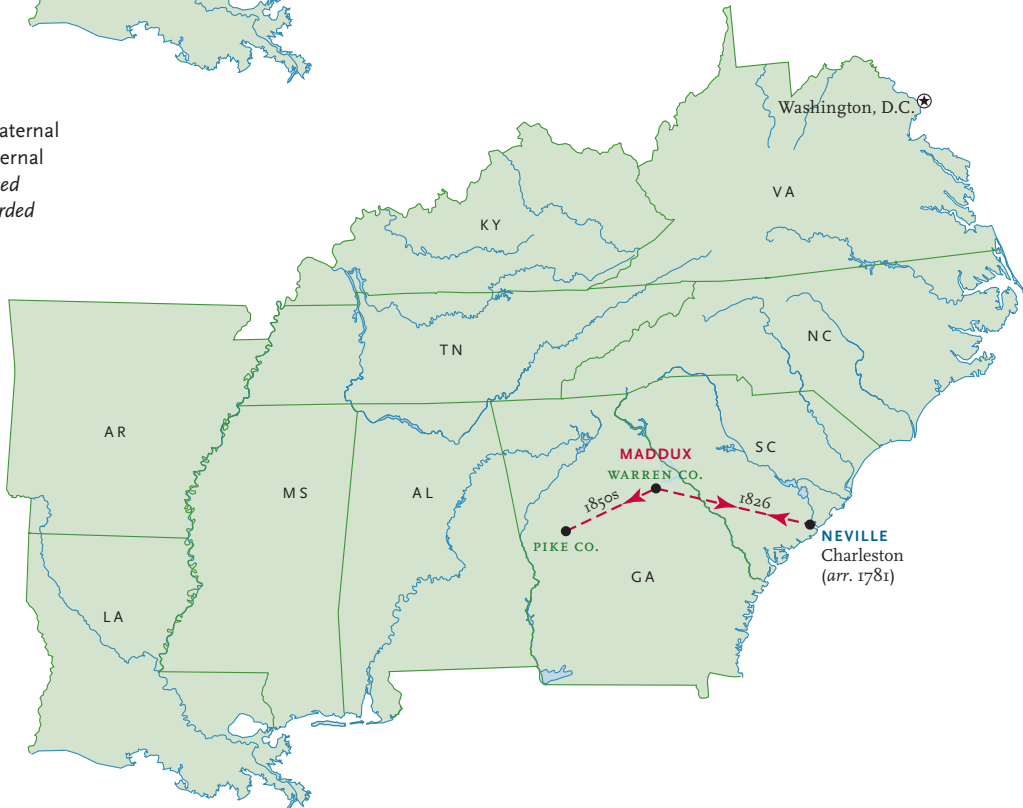 aternal
ernal
ed
rded
Washington, D.C.
VA
KY
TN
NC
AR
SC
MADDUX
WARREN CO.
MS
AL
1850s
1826
PIKE CO.
NEVILLE
Charleston
(arr. 1781)
GA
LA